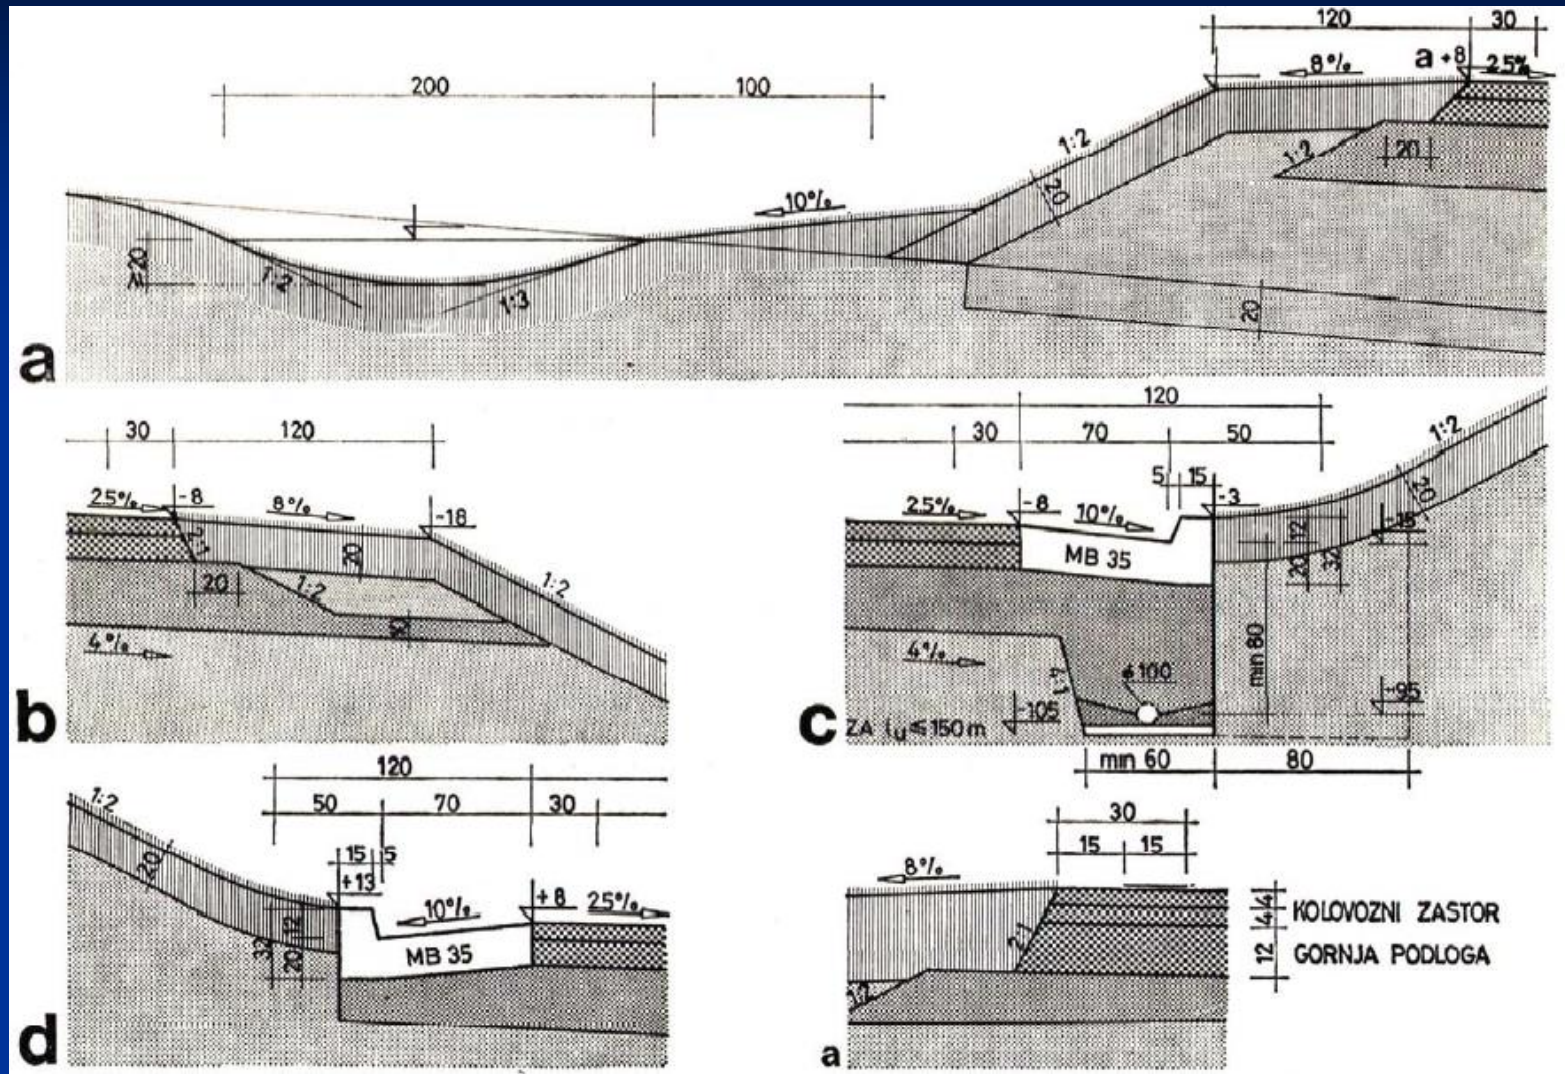 120 30
200 100
8% a +8 2.5%
1:2
1:2 20
20
10%
≥20
1:2 1:3
20
a
30 120
2.5% -8 8% -18
2:1 20
20 1:2 1:2
4%
b
120
30 70 50
1:2
5 15
20
2.5% -8 10% -3
-15
MB 35 12
20 32
4% 4:1 min 80
ø100
-95
-105
c ZA lu ≤ 150 m
min 60 80
120
1:2
50 70 30
20
15 5
+13
10% +8 2.5%
12
MB 35
32 20
d
30
15 15
8%
4 4 KOLOVOZNI ZASTOR
2:1
12 GORNJA PODLOGA
1:2
a